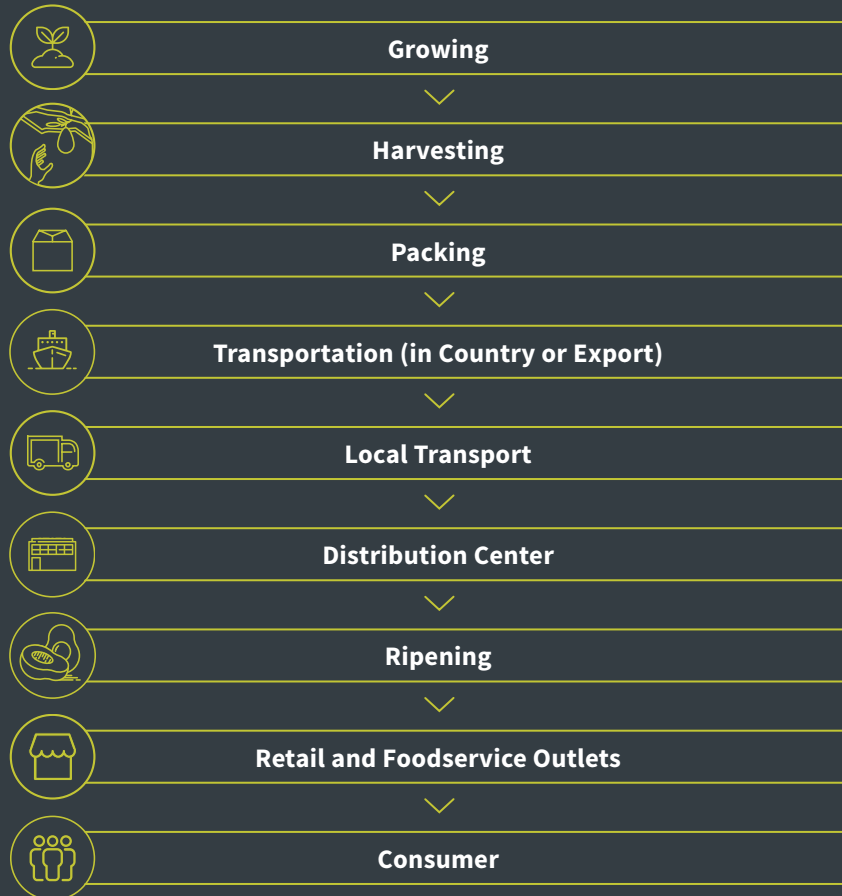 Growing
Harvesting
Packing
Transportation (in Country or Export)
Local Transport
Distribution Center
Ripening
Retail and Foodservice Outlets
Consumer